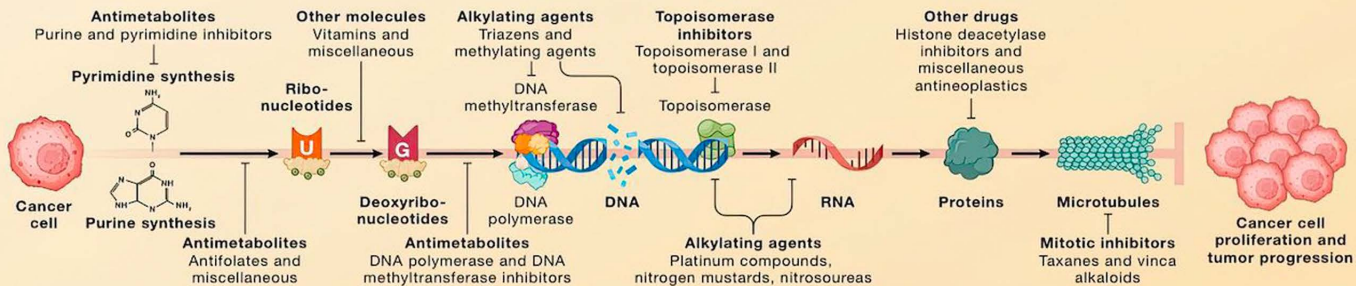 Antimetabolites
Purine and pyrimidine inhibitors
Pyrimidine synthesis
NH₂
N
O
N
O
N
N
NH
HN
N
NH₂
Purine synthesis
Cancer
cell
Antimetabolites
Antifolates and
miscellaneous
Ribo-
nucleotides
U
Other molecules
Vitamins and
miscellaneous
G
Deoxyribo-
nucleotides
Antimetabolites
DNA polymerase and DNA
methyltransferase inhibitors
Alkylating agents
Triazens and
methylating agents
DNA
methyltransferase
DNA
polymerase
DNA
Topoisomerase
inhibitors
Topoisomerase I and
topoisomerase II
Topoisomerase
Alkylating agents
Platinum compounds,
nitrogen mustards, nitrosoureas
RNA
Other drugs
Histone deacetylase
inhibitors and
miscellaneous
antineoplastics
Proteins
Microtubules
Mitotic inhibitors
Taxanes and vinca
alkaloids
Cancer cell
proliferation and
tumor progression